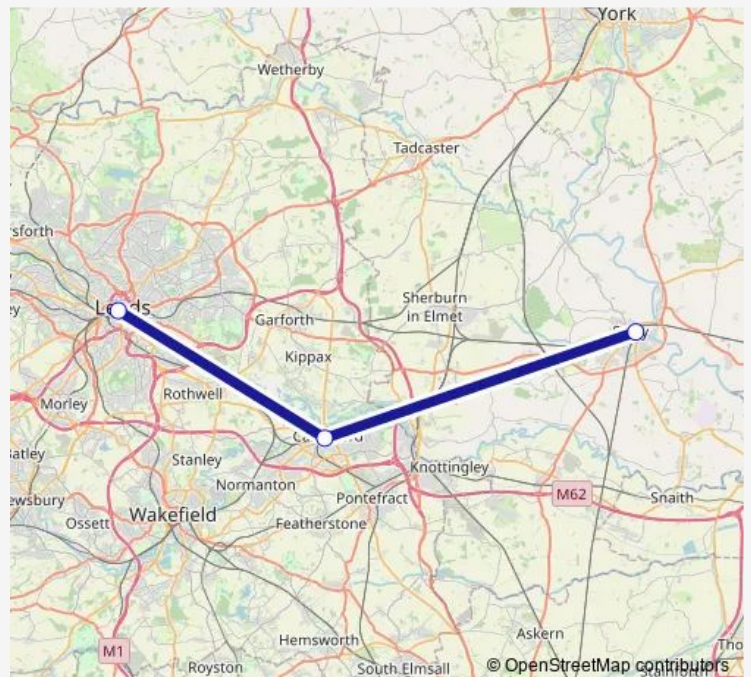 York
Wetherby
Tadcaster
rsforth
Leeds
Sherburn
in Elmet
Garforth
Kippax
Rothwell
Morley
Stanley
Knottingley
Normanton
Pontefract
M62
Snaith
Wakefield
Ossett
Featherstone
M1
Hemsworth
Askern
Royston
South Elmsall
© OpenStreetMap contributors